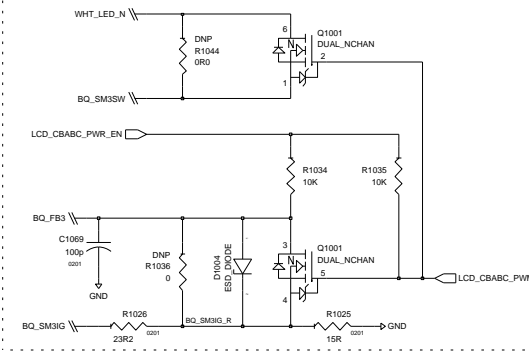 WHT_LED_N
DNP
R1044
0R0
6
N
Q1001
DUAL_NCHAN
2
1
BQ_SM3SW
LCD_CBABC_PWR_EN
R1034
10K
R1035
10K
BQ_FB3
C1069
100p
0201
GND
DNP
R1036
0
D1004
ESD_DIODE
3
N
Q1001
DUAL_NCHAN
5
4
LCD_CBABC_PWM
BQ_SM3IG
R1026
23R2
0201
BQ_SM3IG_R
R1025
15R
0201
GND